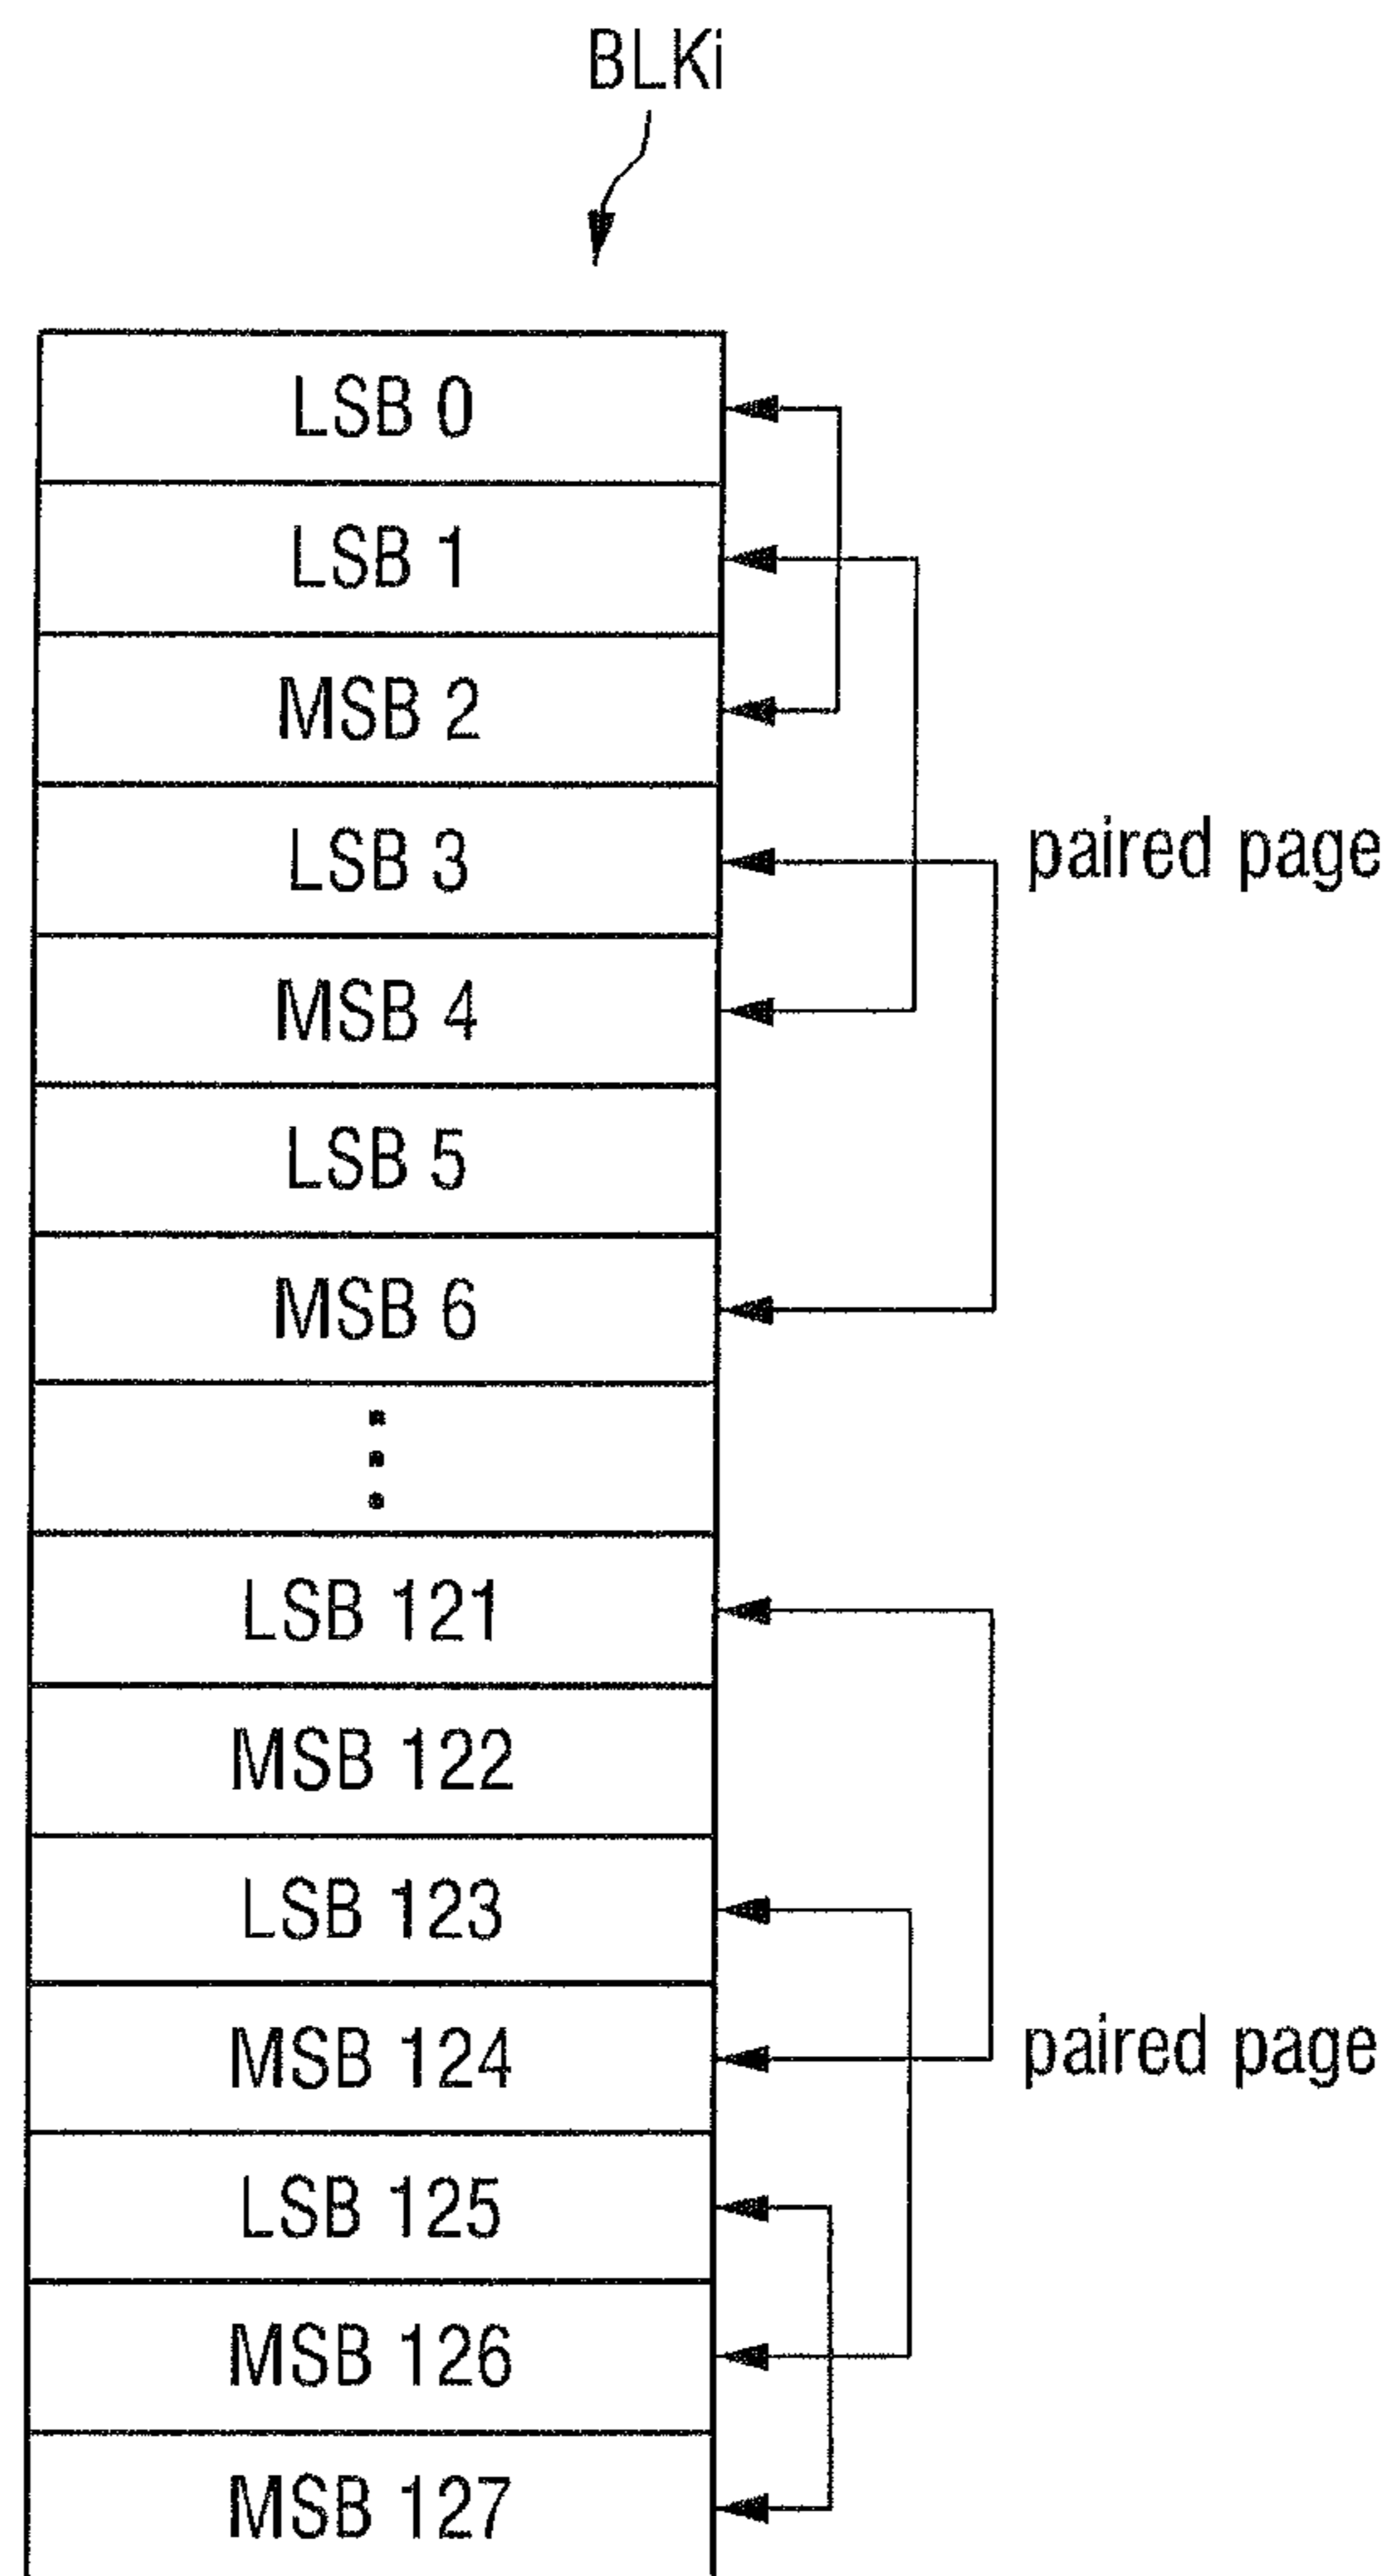 BLKi
LSB 0
LSB 1
MSB 2
LSB 3
paired page
MSB 4
LSB 5
MSB 6
LSB 121
MSB 122
LSB 123
MSB 124
paired page
LSB 125
MSB 126
MSB 127